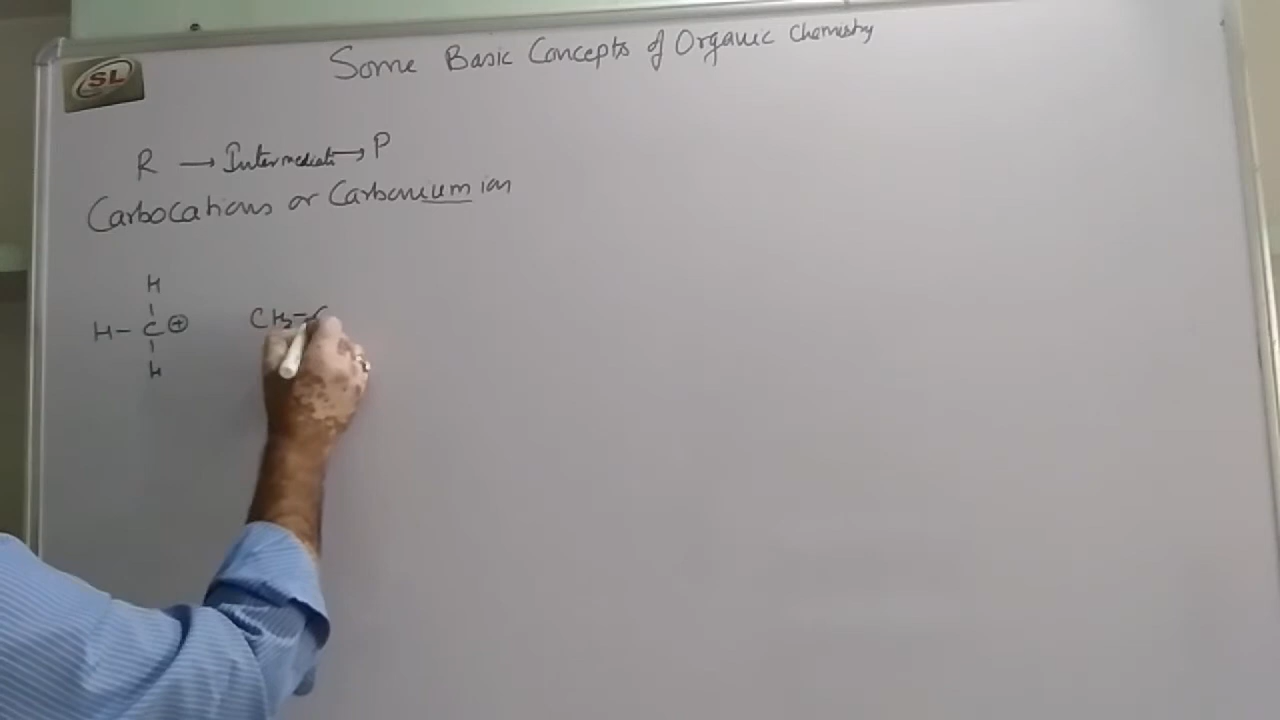 Some Basic Concepts of Organic Chemistry
SL
R → Intermediate → P
Carbocations or Carbonium ion
H
H - C ⊕
H
CH3 - C